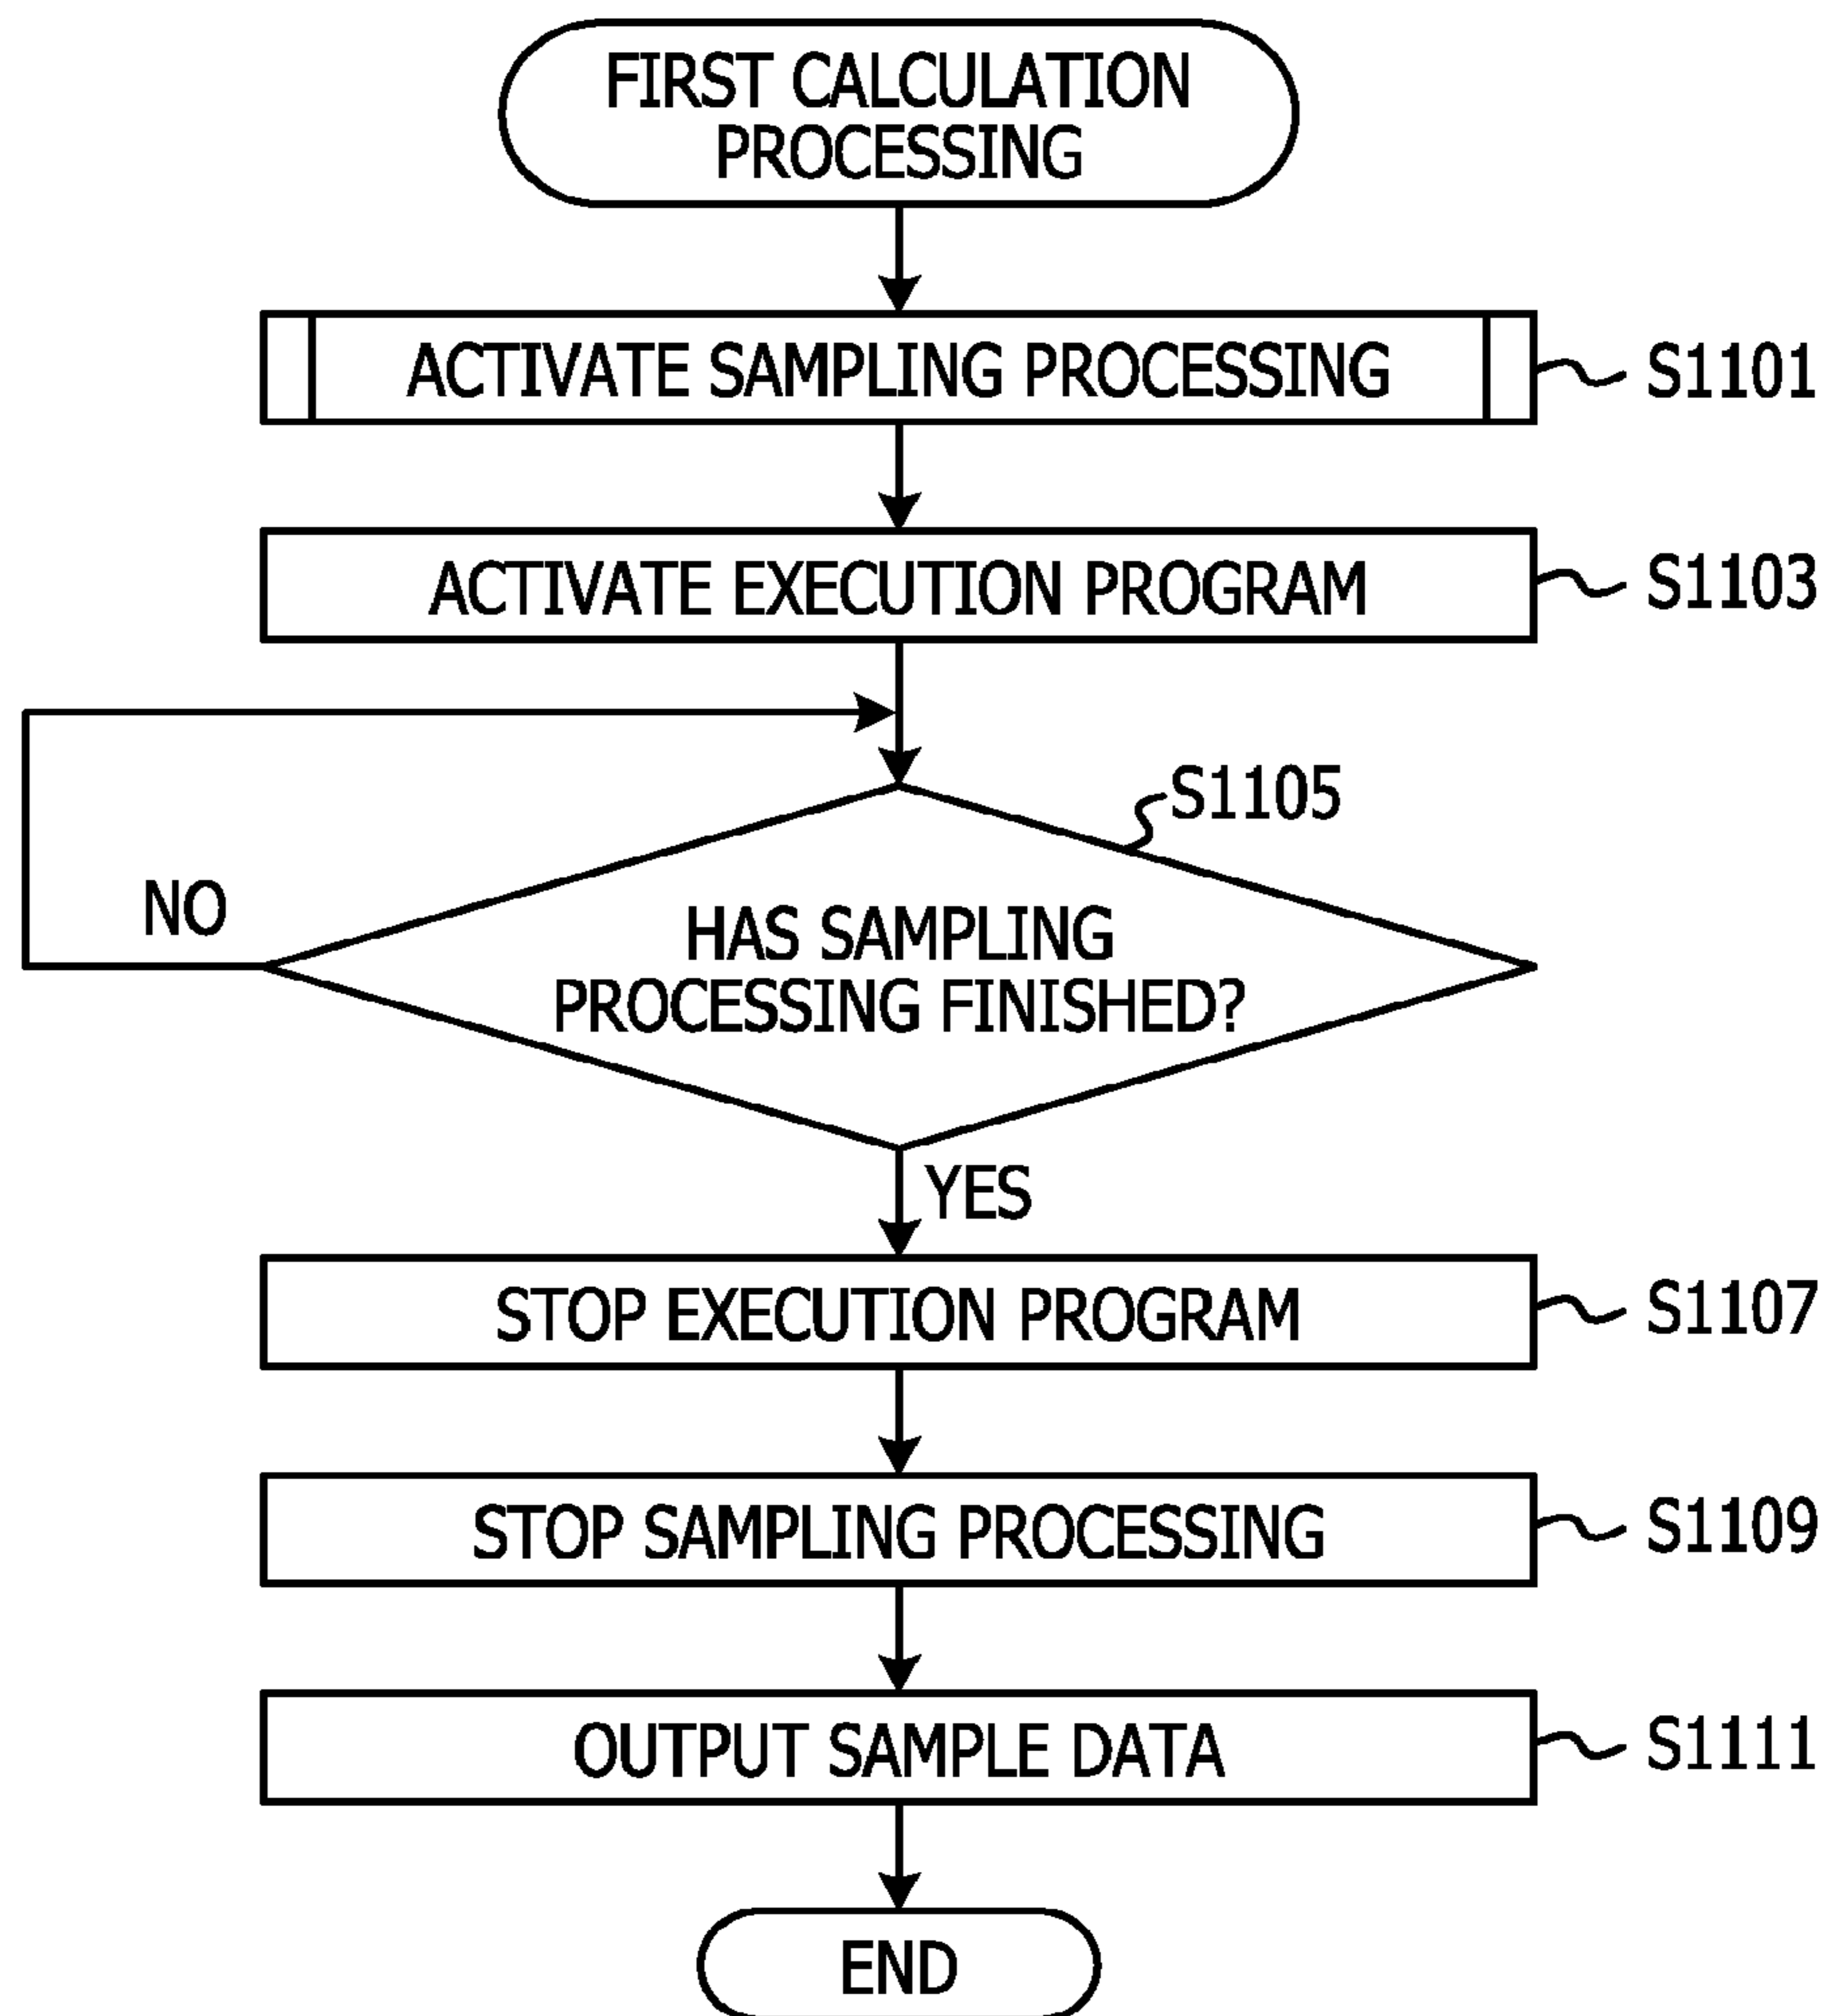 FIRST CALCULATION
PROCESSING
ACTIVATE SAMPLING PROCESSING
S1101
ACTIVATE EXECUTION PROGRAM
S1103
S1105
NO
HAS SAMPLING
PROCESSING FINISHED?
YES
STOP EXECUTION PROGRAM
S1107
STOP SAMPLING PROCESSING
S1109
OUTPUT SAMPLE DATA
S1111
END